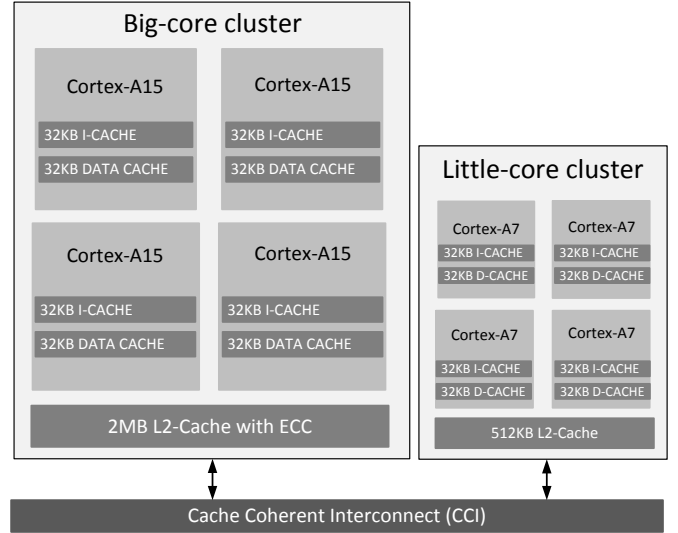 Big-core cluster
Cortex-A15
32KB I-CACHE
32KB DATA CACHE
Cortex-A15
32KB I-CACHE
32KB DATA CACHE
Cortex-A15
32KB I-CACHE
32KB DATA CACHE
Cortex-A15
32KB I-CACHE
32KB DATA CACHE
2MB L2-Cache with ECC
Little-core cluster
Cortex-A7
32KB I-CACHE
32KB D-CACHE
Cortex-A7
32KB I-CACHE
32KB D-CACHE
Cortex-A7
32KB I-CACHE
32KB D-CACHE
Cortex-A7
32KB I-CACHE
32KB D-CACHE
512KB L2-Cache
Cache Coherent Interconnect (CCI)